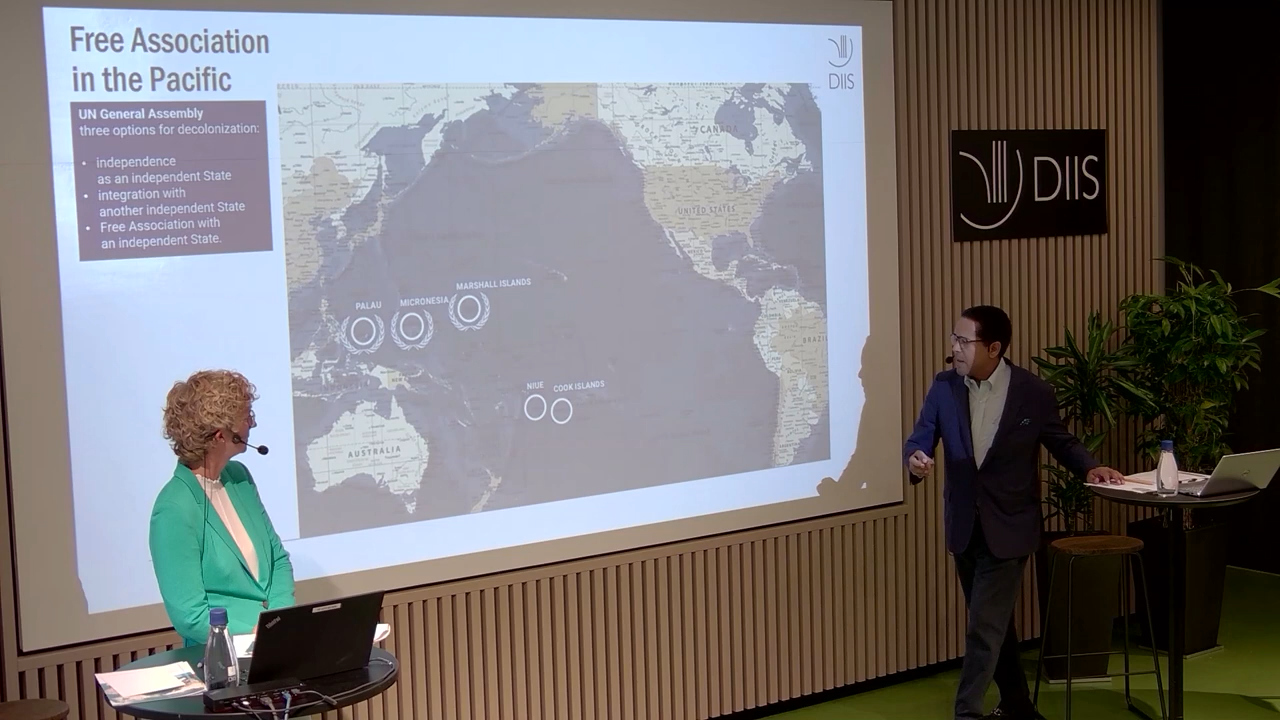 Free Association
in the Pacific
DIIS
UN General Assembly
three options for decolonization:
• independence
as an independent State
• integration with
another independent State
• Free Association with
an independent State.
CANADA
UNITED STATES
MARSHALL ISLANDS
PALAU
MICRONESIA
BRAZIL
NIUE
COOK ISLANDS
AUSTRALIA
DIIS
ThinkPad